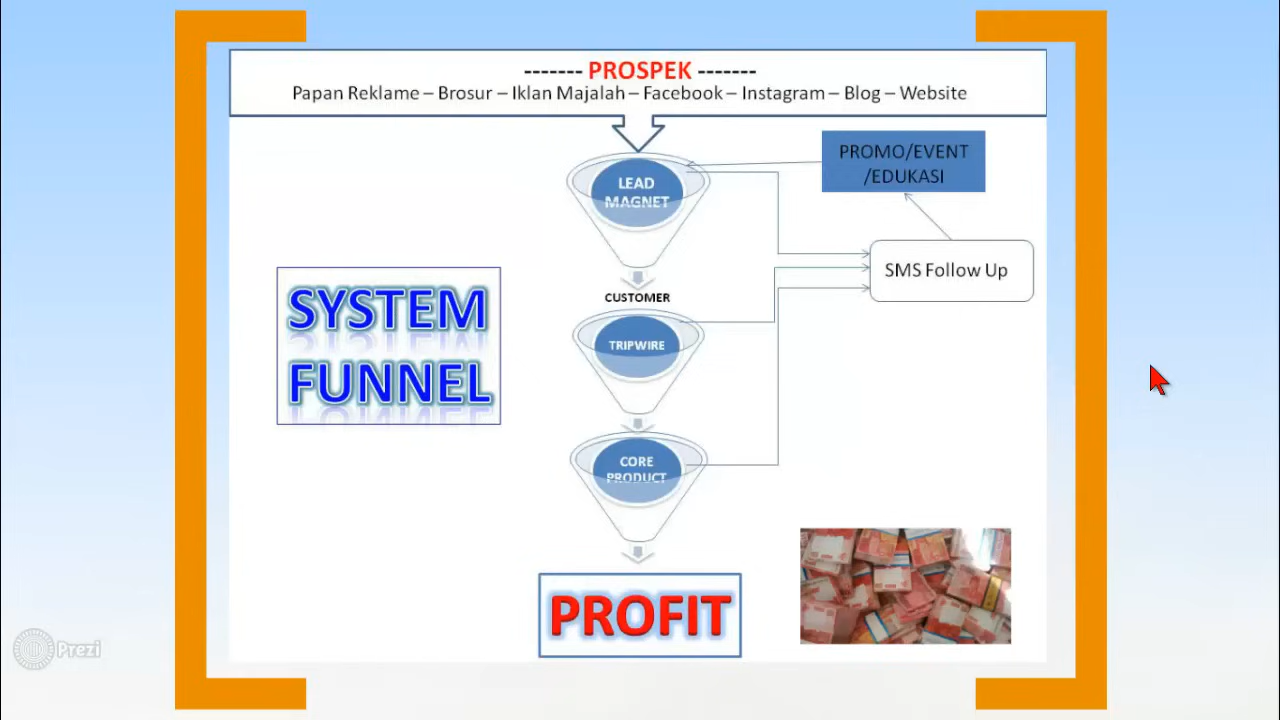 ------- PROSPEK -------
Papan Reklame – Brosur – Iklan Majalah – Facebook – Instagram – Blog – Website
LEAD
MAGNET
PROMO/EVENT
/EDUKASI
SMS Follow Up
CUSTOMER
SYSTEM
FUNNEL
TRIPWIRE
CORE
PRODUCT
PROFIT
Prezi